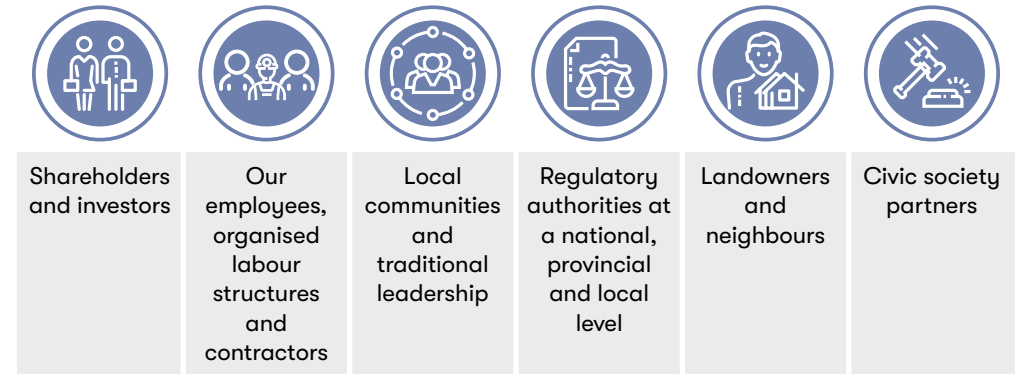 Shareholders
and investors
Our
employees,
organised
labour
structures
and
contractors
Local
communities
and
traditional
leadership
Regulatory
authorities at
a national,
provincial
and local
level
Landowners
and
neighbours
Civic society
partners